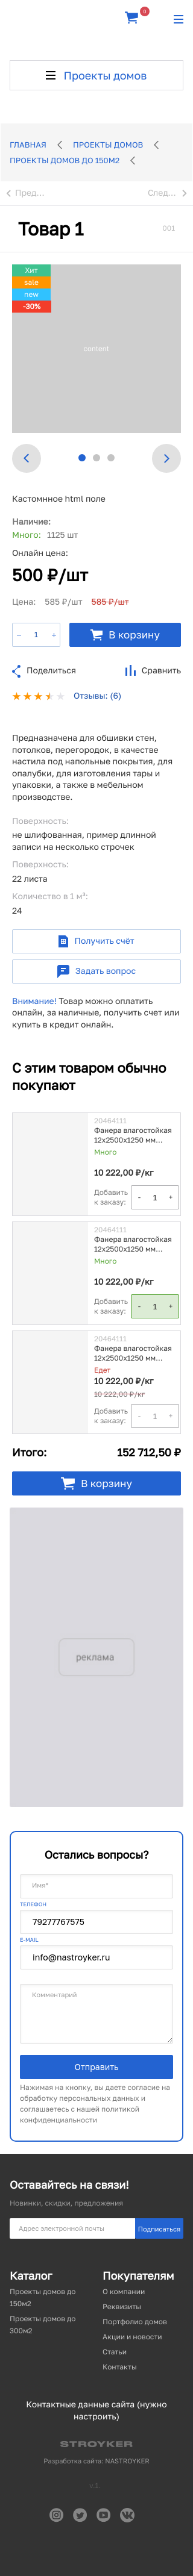 0
Проекты домов
ГЛАВНАЯ
ПРОЕКТЫ ДОМОВ
ПРОЕКТЫ ДОМОВ ДО 150М2
Пред...
След...
Товар 1
001
Хит
sale
new
-30%
content
Кастомнное html поле
Наличие:
Много: 1125 шт
Онлайн цена:
500 ₽/шт
Цена: 585 ₽/шт 585 ₽/шт
– 1 +
В корзину
Поделиться
Сравнить
Отзывы: (6)
Предназначена для обшивки стен,
потолков, перегородок, в качестве
настила под напольные покрытия, для
опалубки, для изготовления тары и
упаковки, а также в мебельном
производстве.
Поверхность:
не шлифованная, пример длинной
записи на несколько строчек
Поверхность:
22 листа
Количество в 1 м³:
24
Получить счёт
Задать вопрос
Внимание! Товар можно оплатить
онлайн, за наличные, получить счет или
купить в кредит онлайн.
С этим товаром обычно
покупают
20464111
Фанера влагостойкая
12х2500х1250 мм...
Много
10 222,00 ₽/кг
Добавить
к заказу:
- 1 +
20464111
Фанера влагостойкая
12х2500х1250 мм...
Много
10 222,00 ₽/кг
Добавить
к заказу:
- 1 +
20464111
Фанера влагостойкая
12х2500х1250 мм...
Едет
10 222,00 ₽/кг
10 222,00 ₽/кг
Добавить
к заказу:
- 1 +
Итого:
152 712,50 ₽
В корзину
реклама
Остались вопросы?
Имя*
ТЕЛЕФОН
79277767575
E-MAIL
info@nastroyker.ru
Комментарий
Отправить
Нажимая на кнопку, вы даете согласие на
обработку персональных данных и
соглашаетесь с нашей политикой
конфиденциальности
Оставайтесь на связи!
Новинки, скидки, предложения
Адрес электронной почты
Подписаться
Каталог
Проекты домов до
150м2
Проекты домов до
300м2
Покупателям
О компании
Реквизиты
Портфолио домов
Акции и новости
Статьи
Контакты
Контактные данные сайта (нужно
настроить)
STROYKER
Разработка сайта: NASTROYKER
v.1.